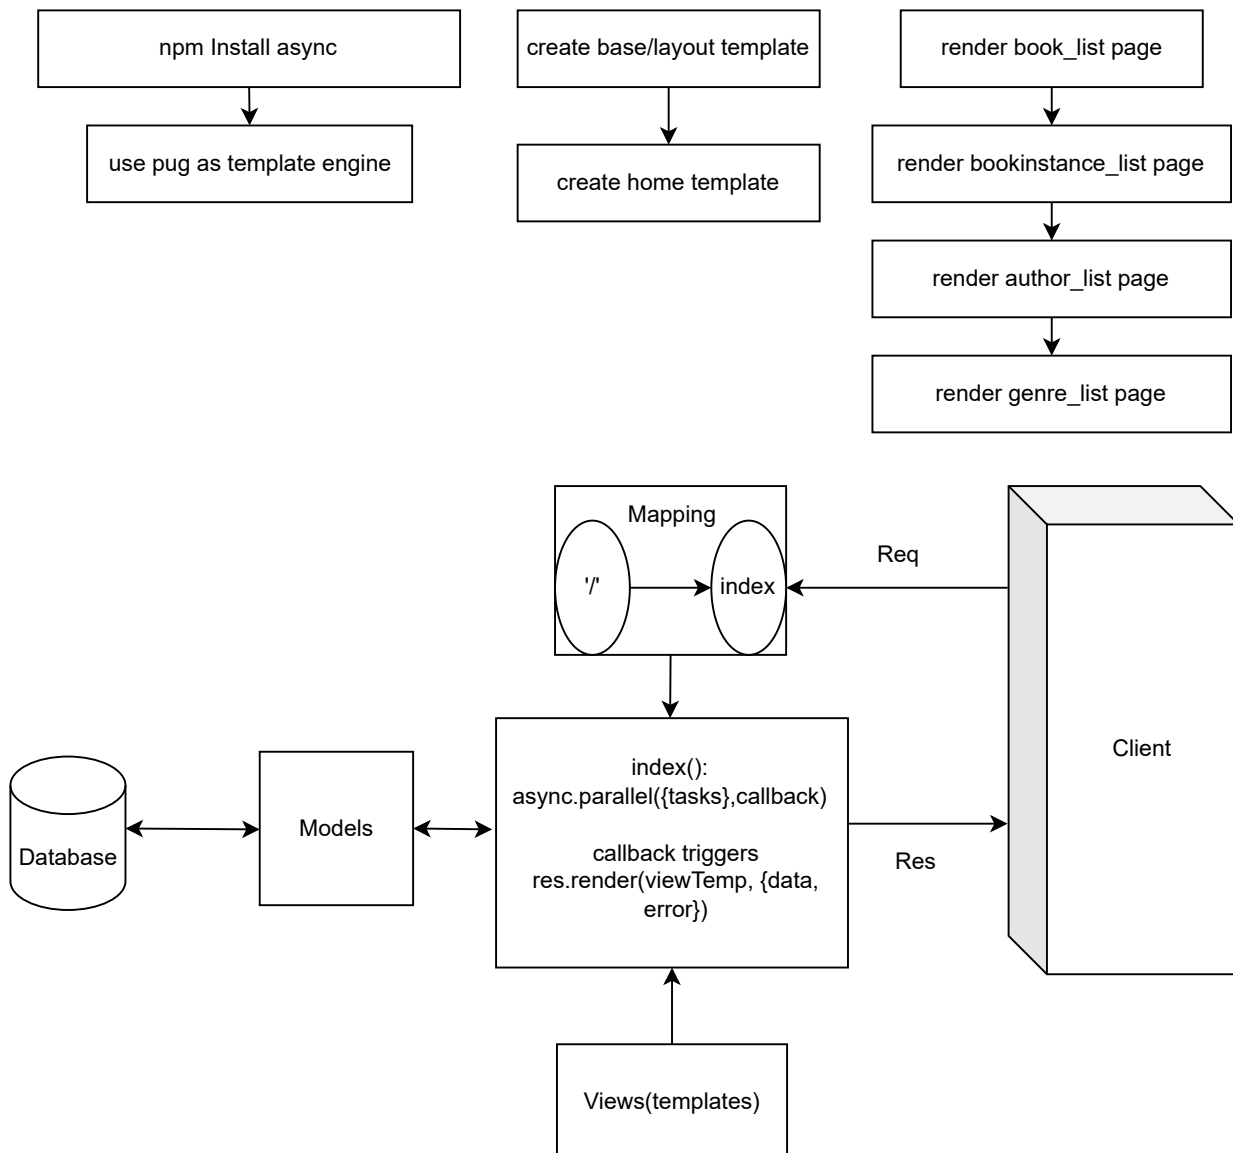 npm Install async
use pug as template engine
create base/layout template
create home template
render book_list page
render bookinstance_list page
render author_list page
render genre_list page
Mapping
'/'
index
Req
Client
index():
async.parallel({tasks},callback)
callback triggers
res.render(viewTemp, {data,
error})
Res
Models
Database
Views(templates)